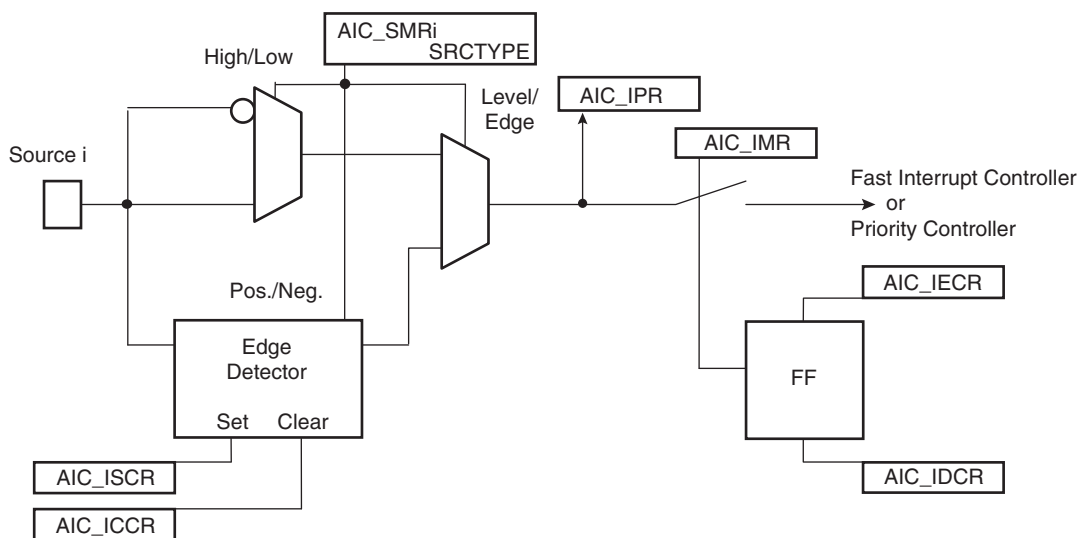 AIC_SMRi
SRCTYPE
High/Low
Level/
Edge
AIC_IPR
AIC_IMR
Source i
Fast Interrupt Controller
or
Priority Controller
Pos./Neg.
AIC_IECR
Edge
Detector
FF
Set Clear
AIC_ISCR
AIC_IDCR
AIC_ICCR